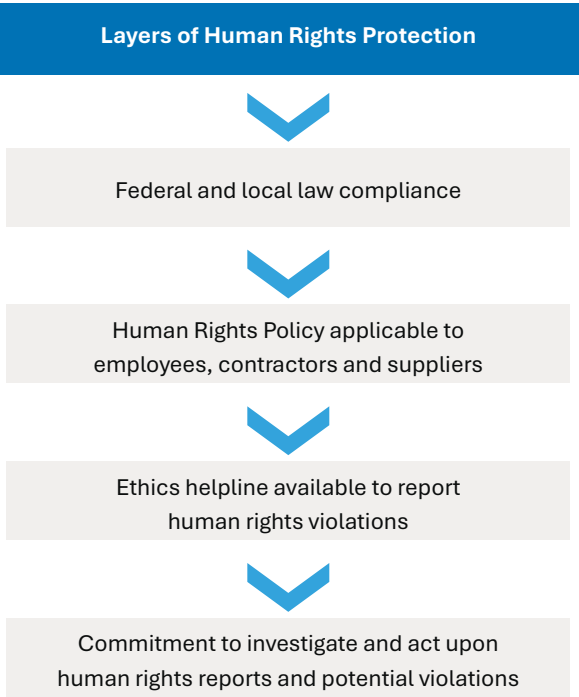 Layers of Human Rights Protection
Federal and local law compliance
Human Rights Policy applicable to
employees, contractors and suppliers
Ethics helpline available to report
human rights violations
Commitment to investigate and act upon
human rights reports and potential violations